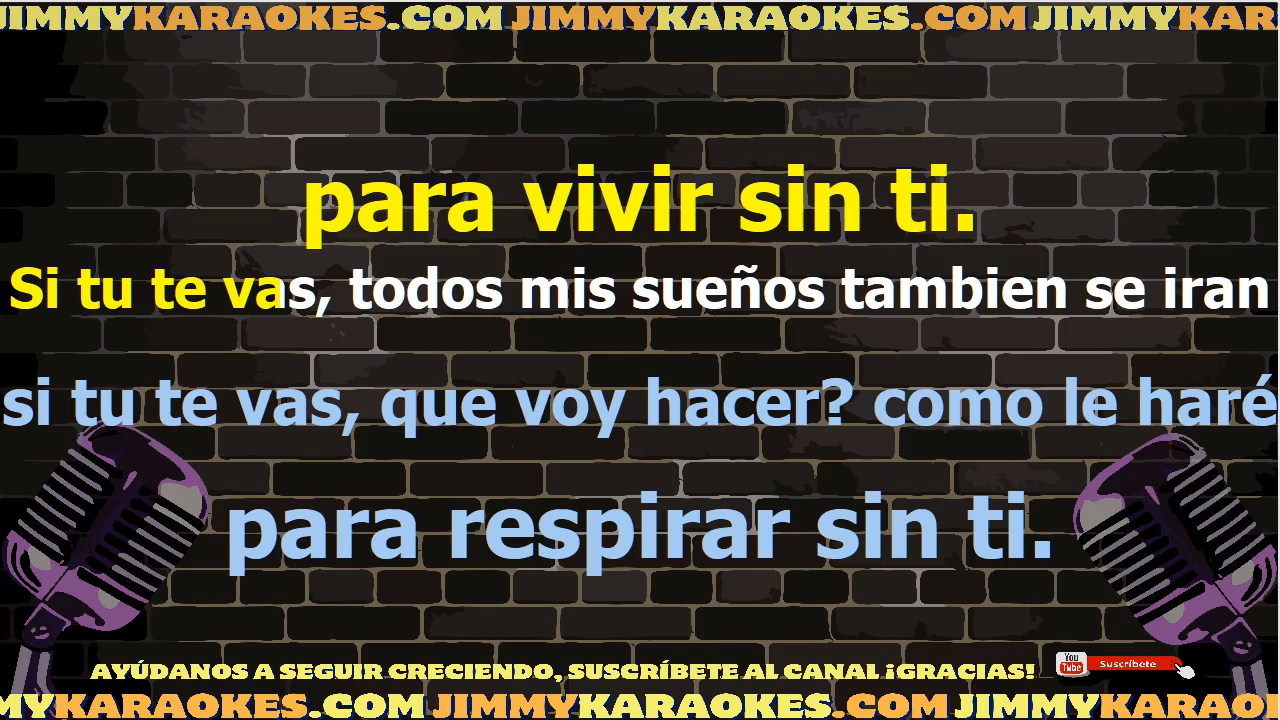 JIMMYKARAOKES.COM JIMMYKARAOKES.COM JIMMYKAR
para vivir sin ti.
Si tu te vas, todos mis sueños tambien se iran
si tu te vas, que voy hacer? como le haré
para respirar sin ti.
AYÚDANOS A SEGUIR CRECIENDO, SUSCRÍBETE AL CANAL ¡GRACIAS!
You Tube Suscríbete
MYKARAOKES.COM JIMMYKARAOKES.COM JIMMYKARAOI